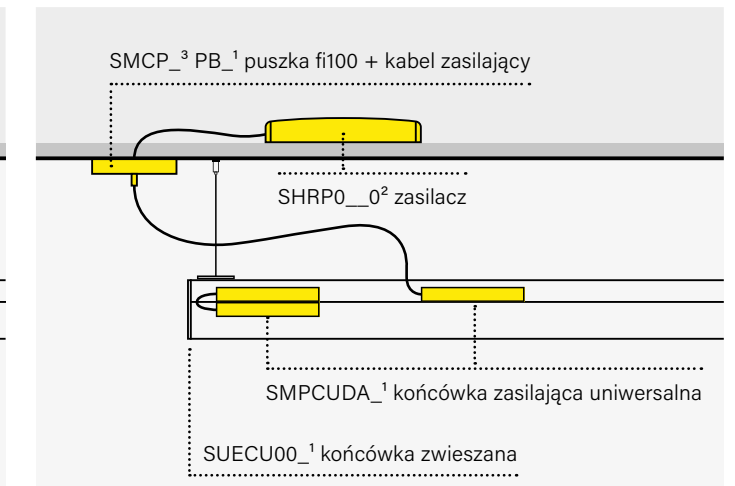 SMCP_³ PB_¹ puszka fi100 + kabel zasilający
SHRP0__0² zasilacz
SMPCUDA_¹ końcówka zasilająca uniwersalna
SUECU00_¹ końcówka zwieszana